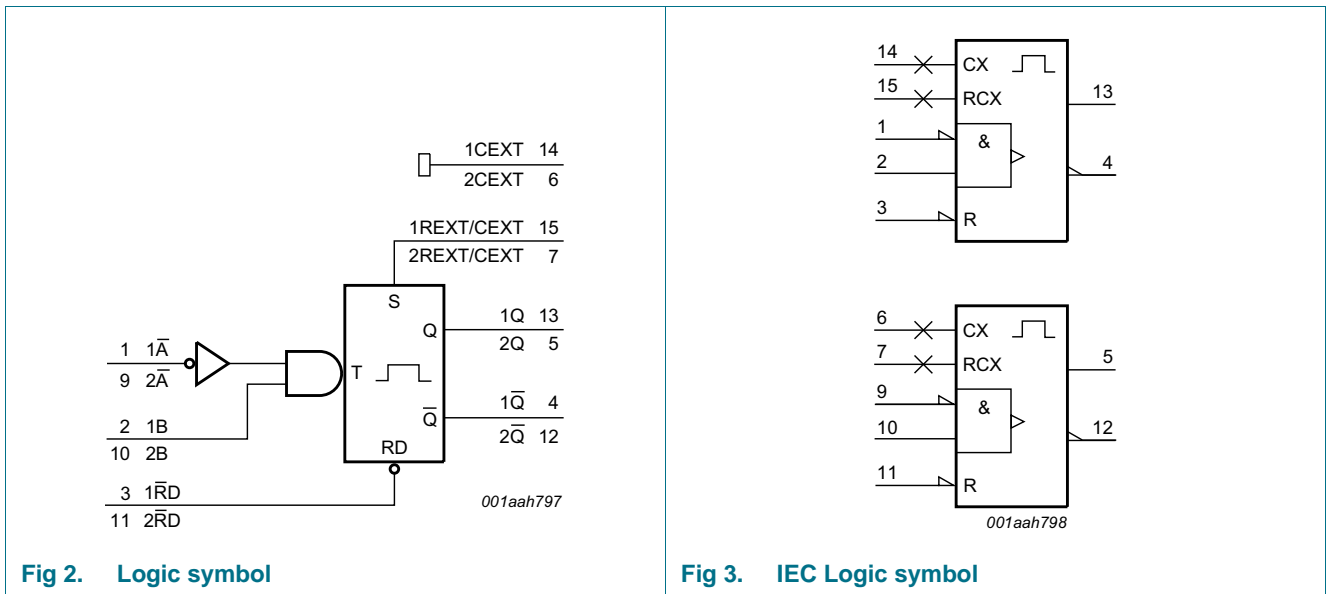 1CEXT 14
2CEXT 6
1REXT/CEXT 15
2REXT/CEXT 7
S
Q
1Q 13
2Q 5
1 1A̅
9 2A̅
T
Q̅
1Q̅ 4
2Q̅ 12
2 1B
10 2B
RD
3 1R̅D
11 2R̅D
001aah797
Fig 2. Logic symbol
14 CX
15 RCX
13
1
&
2
4
3 R
6 CX
7 RCX
5
9
&
10
12
11 R
001aah798
Fig 3. IEC Logic symbol